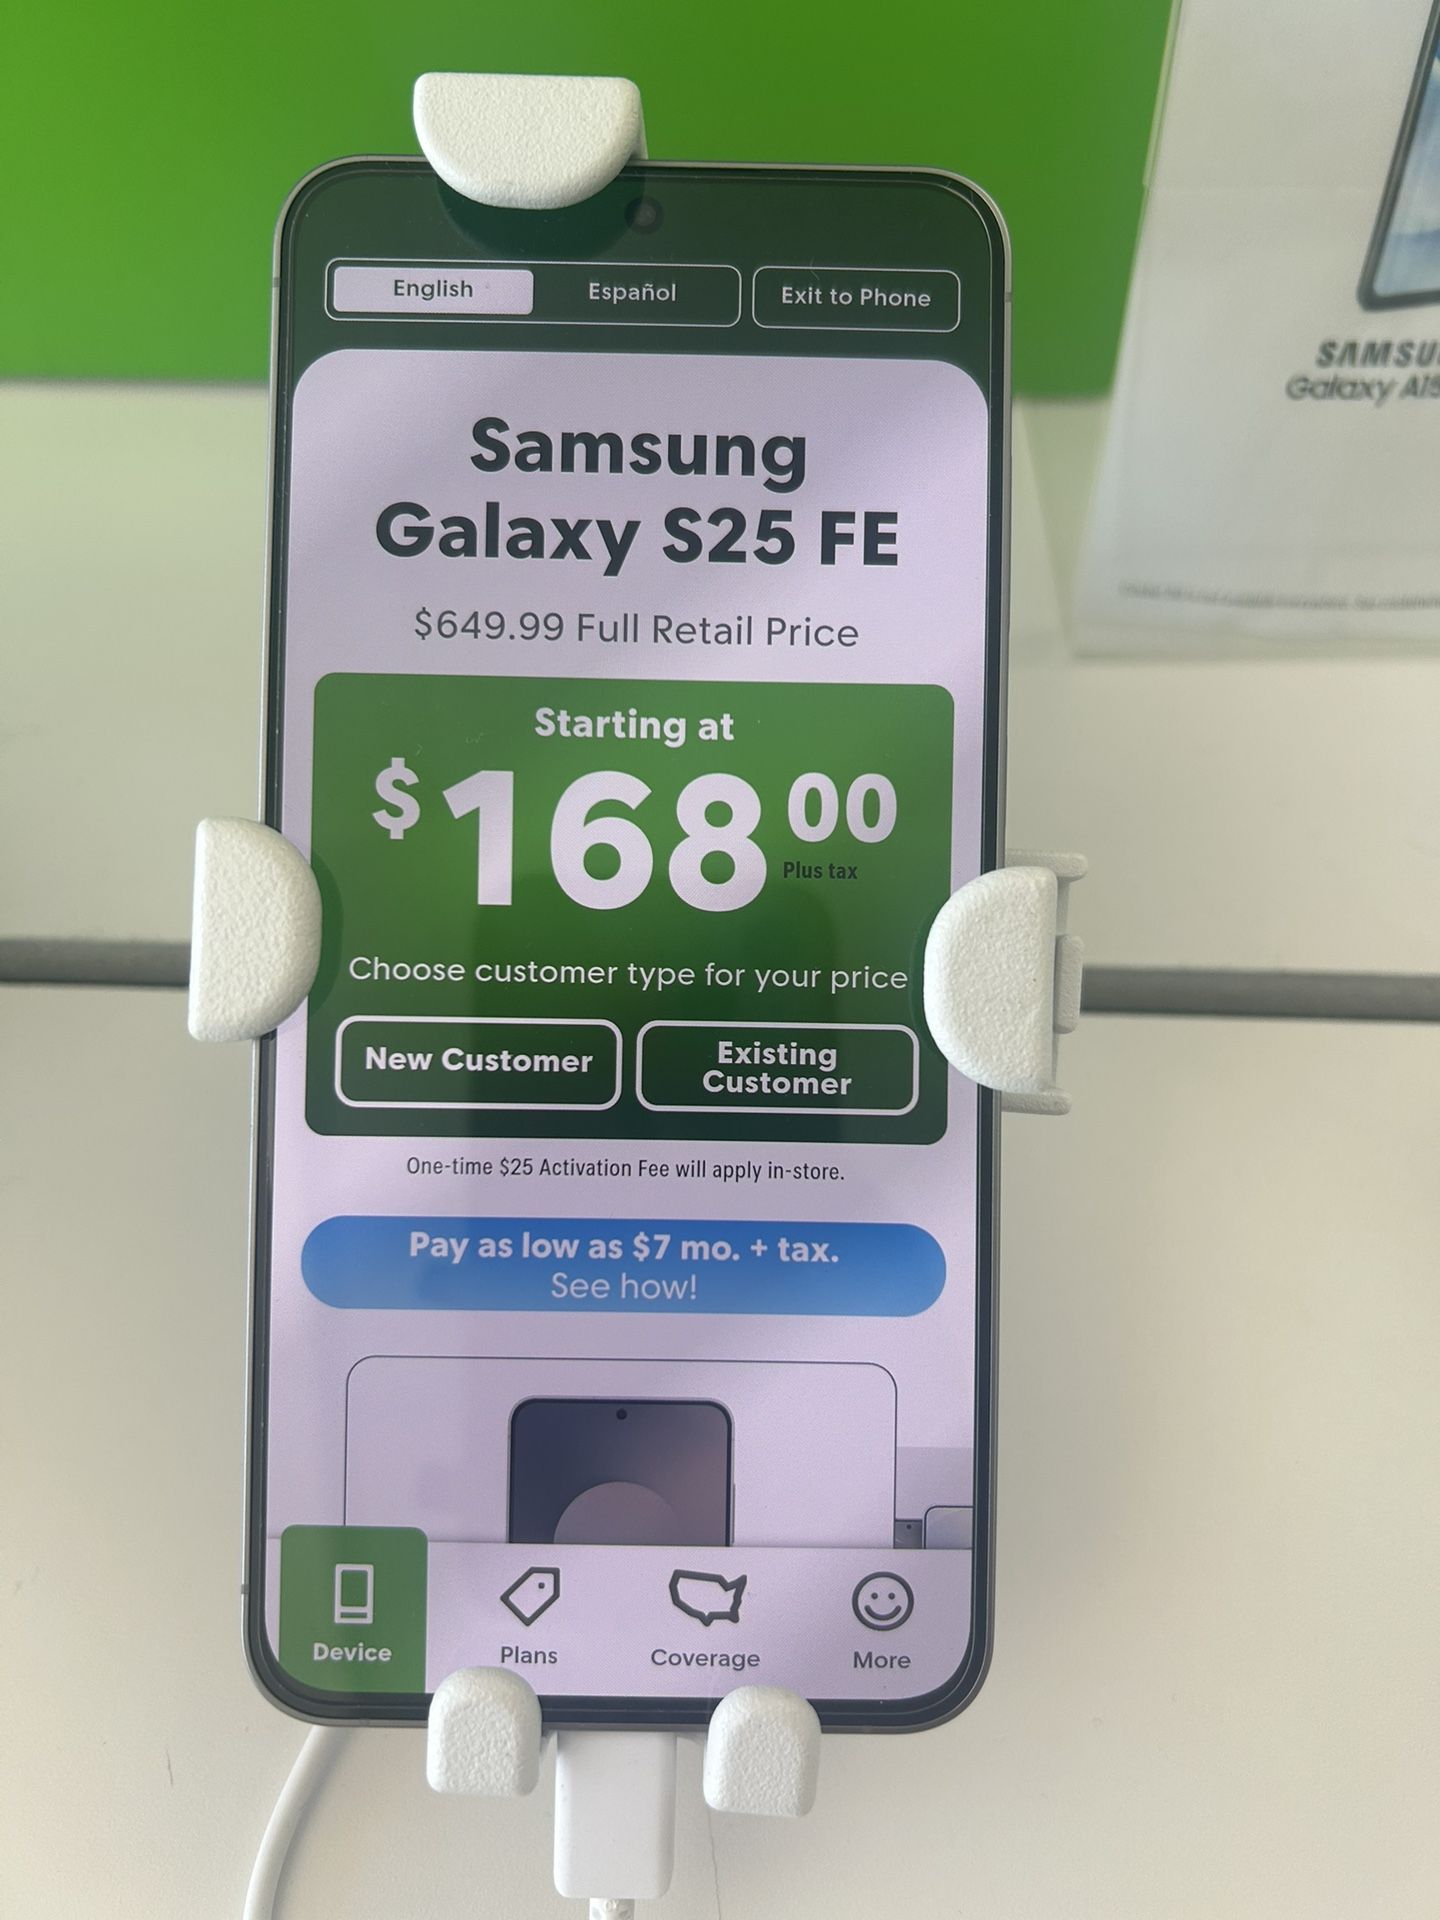 English
Español
Exit to Phone
Samsung
Galaxy S25 FE
$649.99 Full Retail Price
Starting at
$168 00
Plus tax
Choose customer type for your price
New Customer
Existing
Customer
One-time $25 Activation Fee will apply in-store.
Pay as low as $7 mo. + tax.
See how!
Device
Plans
Coverage
More
SAMSU
Galaxy A15